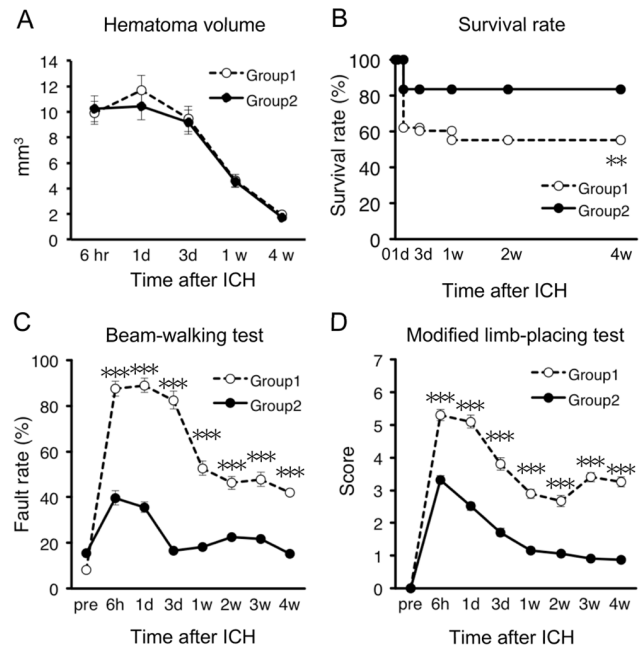 A
Hematoma volume
mm³
14
12
10
8
6
4
2
0
Group1
Group2
6 hr 1d 3d 1 w 4 w
Time after ICH
B
Survival rate
Survival rate (%)
100
80
60
40
20
0
**
Group1
Group2
01d 3d 1w 2w 4w
Time after ICH
C
Beam-walking test
Fault rate (%)
100
80
60
40
20
0
*** *** *** *** *** *** ***
Group1
Group2
pre 6h 1d 3d 1w 2w 3w 4w
Time after ICH
D
Modified limb-placing test
Score
7
6
5
4
3
2
1
0
*** *** *** *** *** *** ***
Group1
Group2
pre 6h 1d 3d 1w 2w 3w 4w
Time after ICH